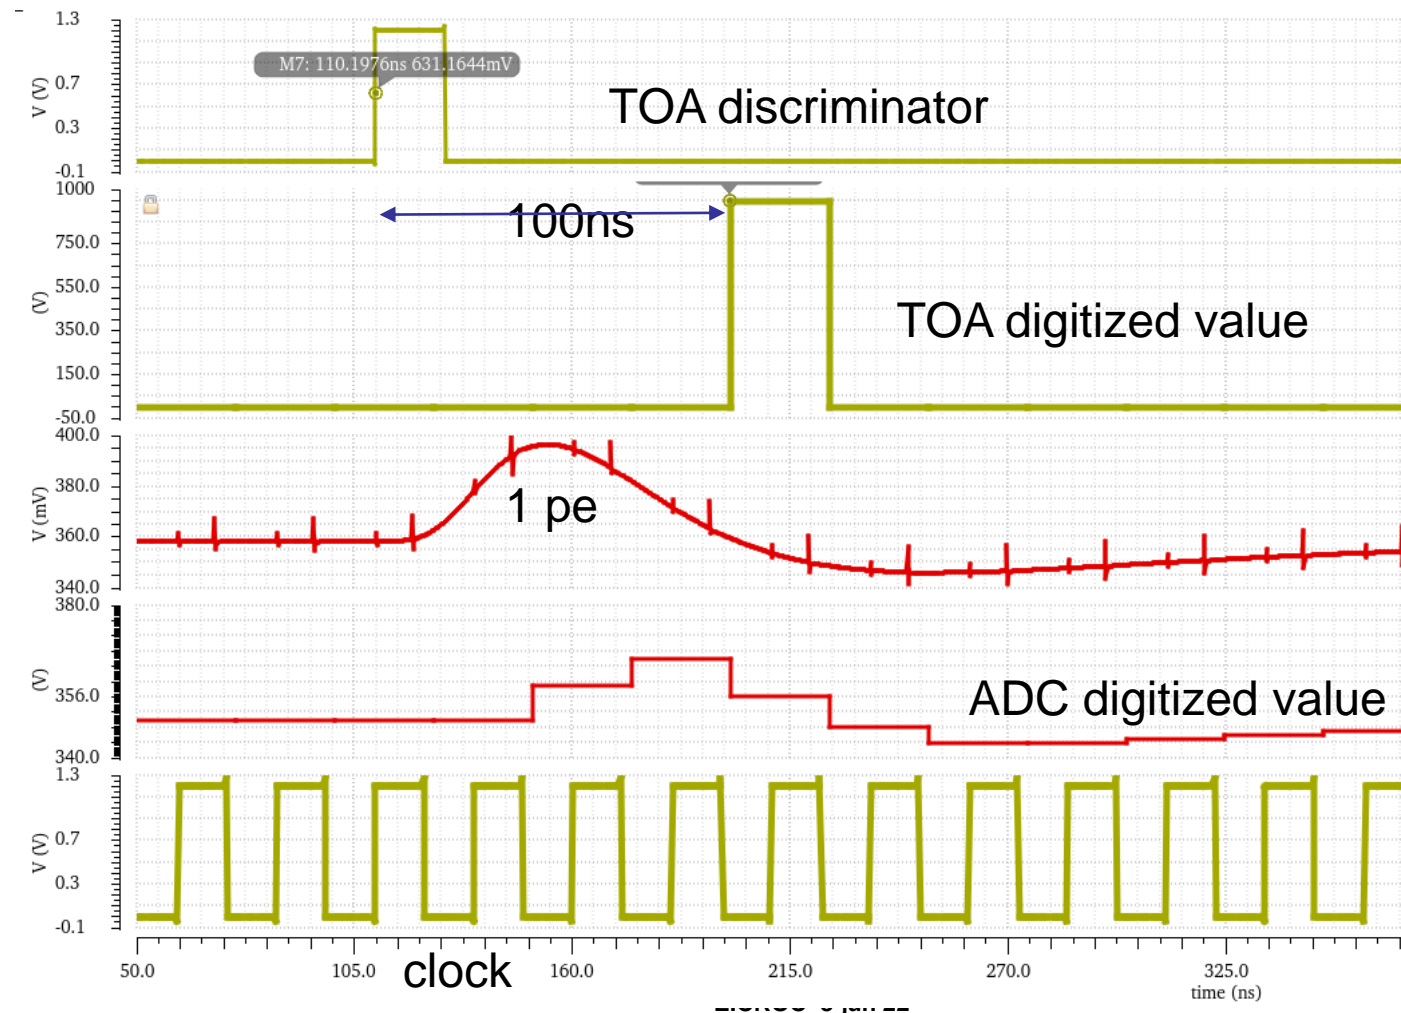 1.3
M7: 110.1976ns 631.1644mV
0.7
V (V)
TOA discriminator
0.3
-0.1
1000
100ns
750.0
550.0
(V)
TOA digitized value
350.0
150.0
-50.0
400.0
380.0
V (mV)
1 pe
360.0
340.0
380.0
(V)
356.0
ADC digitized value
340.0
1.3
0.7
V (V)
0.3
-0.1
50.0 105.0 160.0 215.0 270.0 325.0
clock
time (ns)